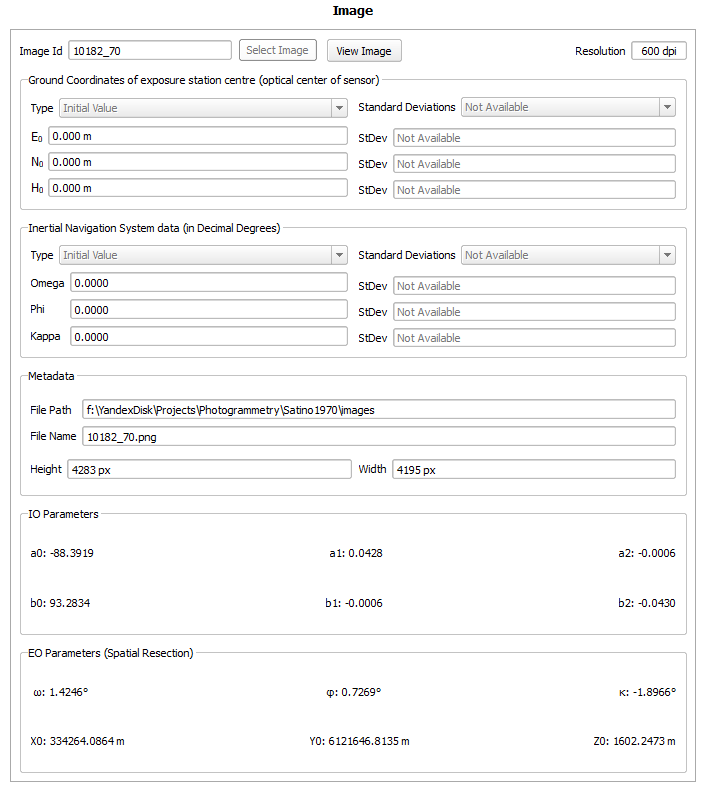 Image
Image Id 10182_70 Select Image View Image Resolution 600 dpi
Ground Coordinates of exposure station centre (optical center of sensor)
Type Initial Value Standard Deviations Not Available
E₀ 0.000 m StDev Not Available
N₀ 0.000 m StDev Not Available
H₀ 0.000 m StDev Not Available
Inertial Navigation System data (in Decimal Degrees)
Type Initial Value Standard Deviations Not Available
Omega 0.0000 StDev Not Available
Phi 0.0000 StDev Not Available
Kappa 0.0000 StDev Not Available
Metadata
File Path f:\YandexDisk\Projects\Photogrammetry\Satino1970\images
File Name 10182_70.png
Height 4283 px Width 4195 px
IO Parameters
a0: -88.3919 a1: 0.0428 a2: -0.0006
b0: 93.2834 b1: -0.0006 b2: -0.0430
EO Parameters (Spatial Resection)
ω: 1.4246° φ: 0.7269° κ: -1.8966°
X0: 334264.0864 m Y0: 6121646.8135 m Z0: 1602.2473 m